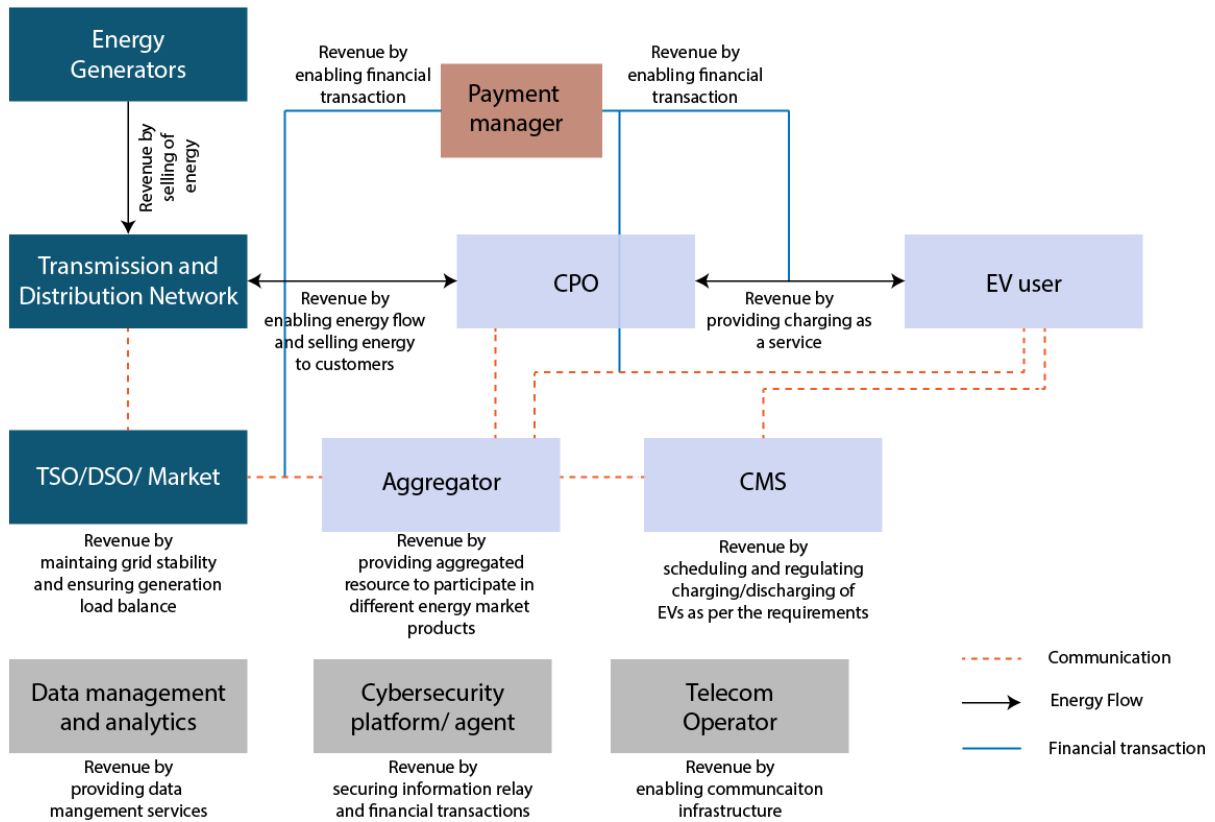 Energy
Generators
Revenue by
enabling financial
transaction
Payment
manager
Revenue by
enabling financial
transaction
Revenue by
selling of
energy
Transmission and
Distribution Network
Revenue by
enabling energy flow
and selling energy
to customers
CPO
Revenue by
providing charging as
a service
EV user
TSO/DSO/ Market
Revenue by
maintaing grid stability
and ensuring generation
load balance
Aggregator
Revenue by
providing aggregated
resource to participate in
different energy market
products
CMS
Revenue by
scheduling and regulating
charging/discharging of
EVs as per the requirements
Data management
and analytics
Revenue by
providing data
mangement services
Cybersecurity
platform/ agent
Revenue by
securing information relay
and financial transactions
Telecom
Operator
Revenue by
enabling communcaiton
infrastructure
Communication
Energy Flow
Financial transaction